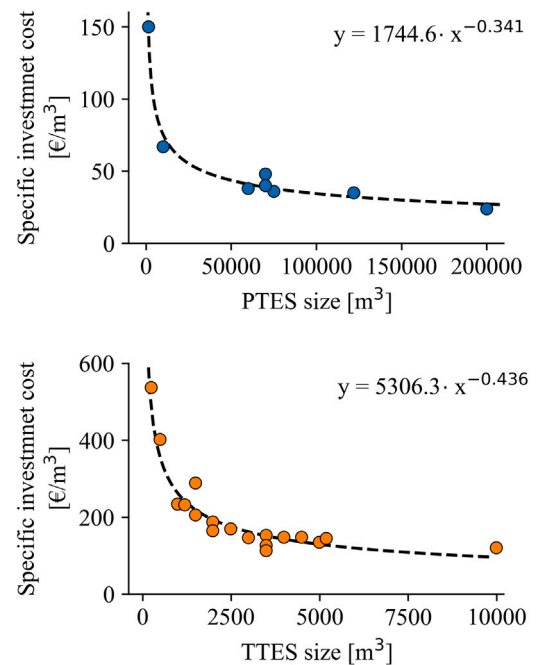 Specific investmnet cost
[€/m³]
150
100
50
0
y = 1744.6· x⁻⁰·³⁴¹
0 50000 100000 150000 200000
PTES size [m³]
Specific investmnet cost
[€/m³]
600
400
200
0
y = 5306.3· x⁻⁰·⁴³⁶
0 2500 5000 7500 10000
TTES size [m³]